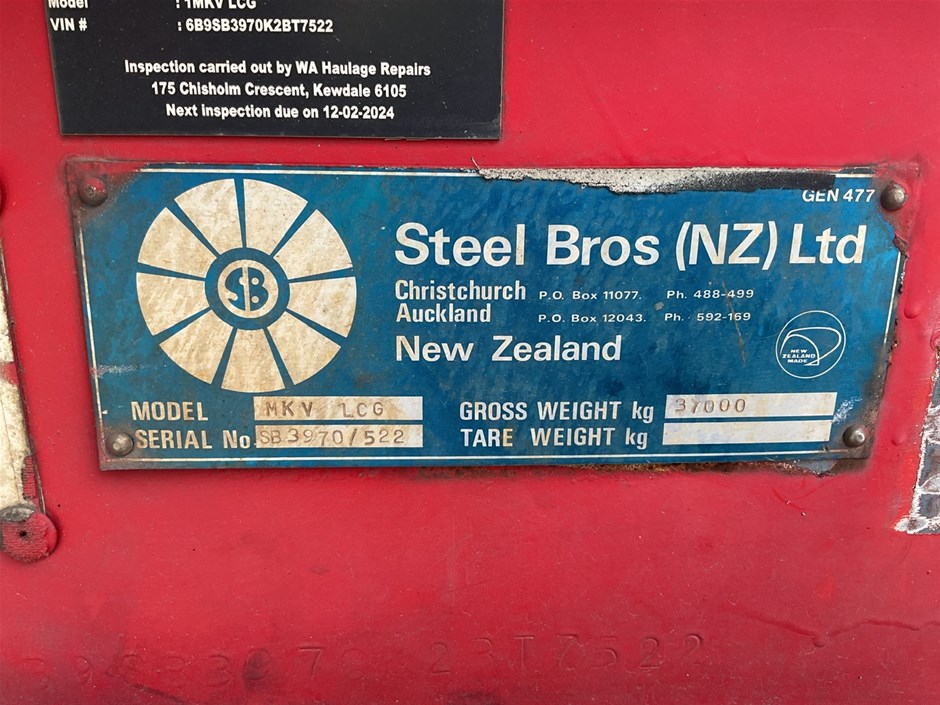 Model : 1MKV LCG
VIN # : 6B9SB3970K2BT7522
Inspection carried out by WA Haulage Repairs
175 Chisholm Crescent, Kewdale 6105
Next inspection due on 12-02-2024
GEN 477
SB
Steel Bros (NZ) Ltd
Christchurch P.O. Box 11077. Ph. 488-499
Auckland P.O. Box 12043. Ph. 592-169
New Zealand
NEW
ZEALAND
MADE
MODEL MKV LCG GROSS WEIGHT kg 37000
SERIAL No. SB3970/522 TARE WEIGHT kg